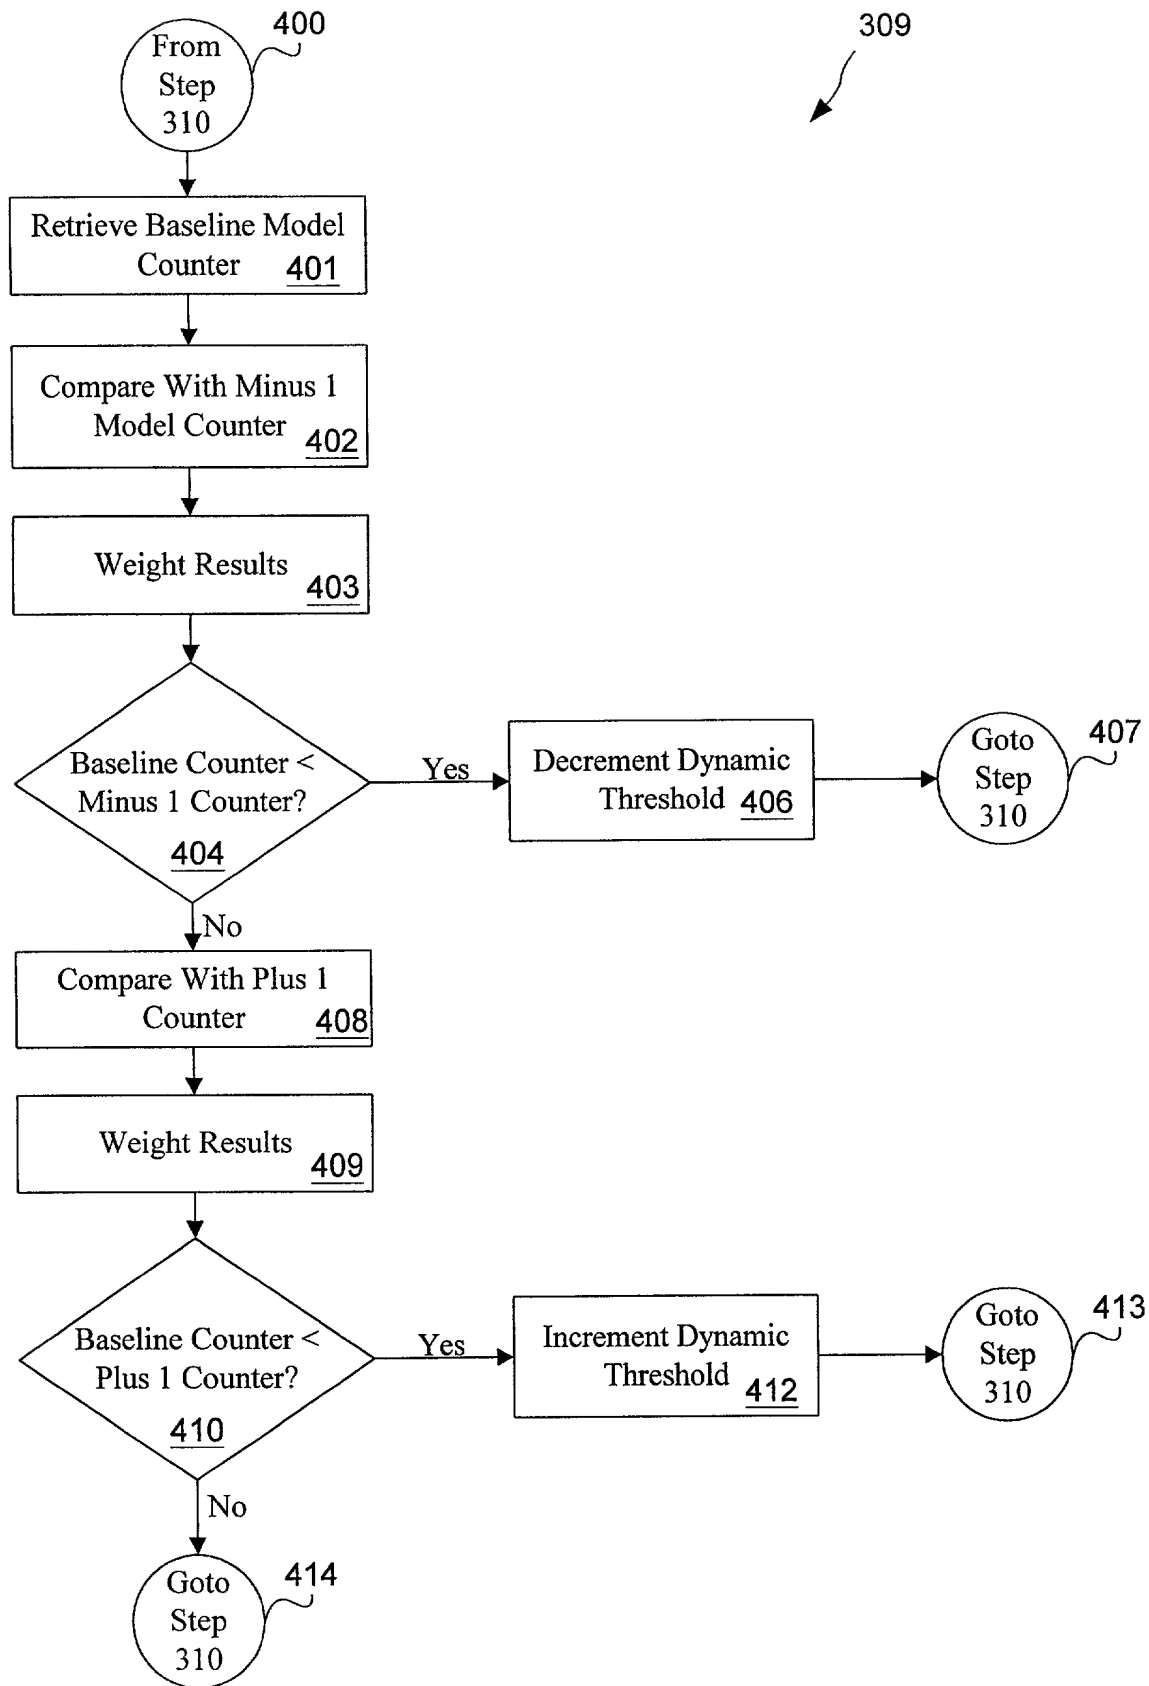 From
Step
310
400
309
Retrieve Baseline Model
Counter 401
Compare With Minus 1
Model Counter 402
Weight Results
403
Baseline Counter <
Minus 1 Counter?
404
Yes
Decrement Dynamic
Threshold 406
Goto
Step
310
407
No
Compare With Plus 1
Counter 408
Weight Results
409
Baseline Counter <
Plus 1 Counter?
410
Yes
Increment Dynamic
Threshold 412
Goto
Step
310
413
No
Goto
Step
310
414